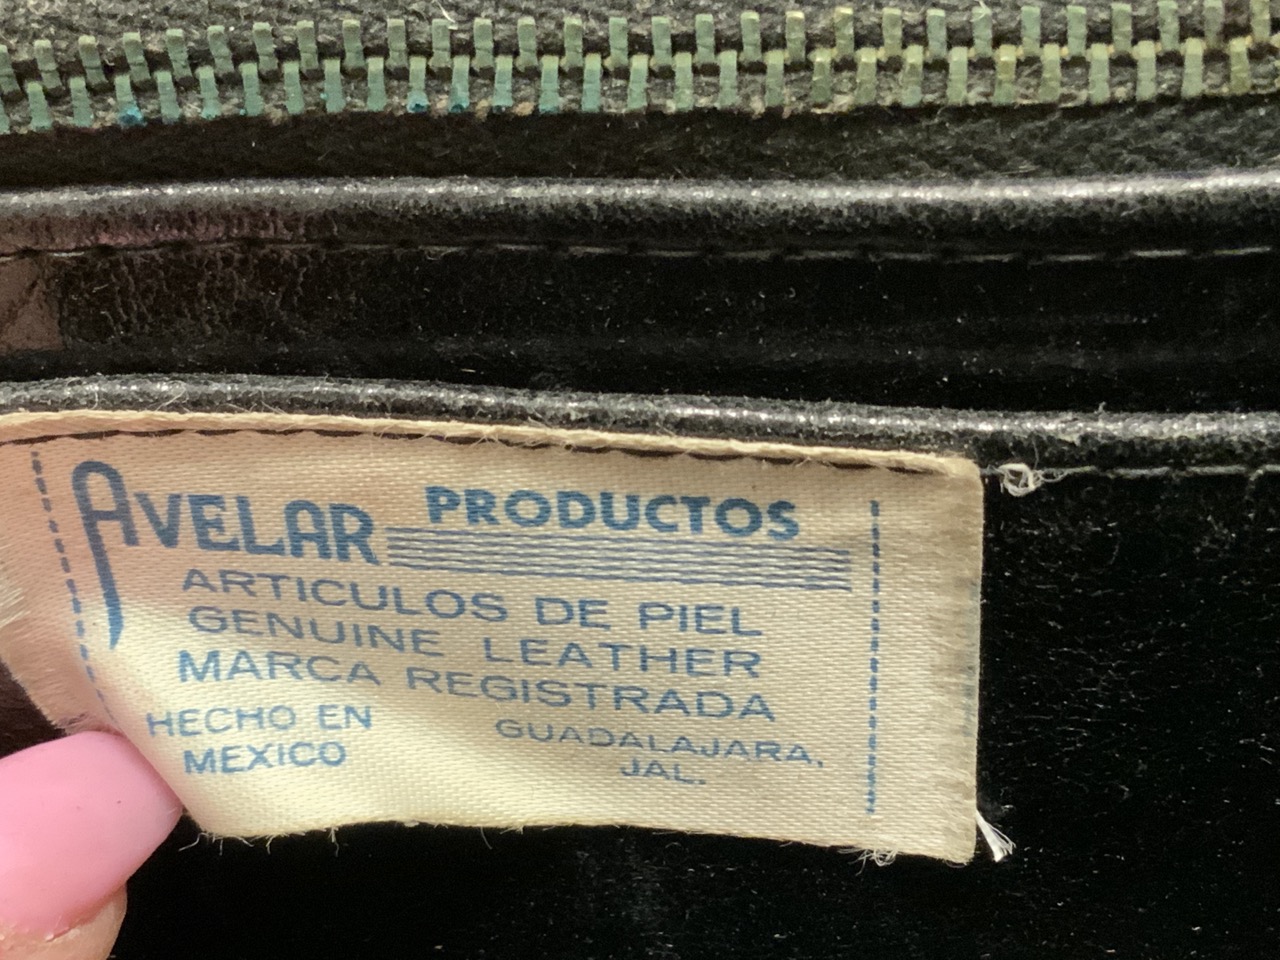 AVELAR PRODUCTOS
ARTICULOS DE PIEL
GENUINE LEATHER
MARCA REGISTRADA
HECHO EN
MEXICO
GUADALAJARA,
JAL.